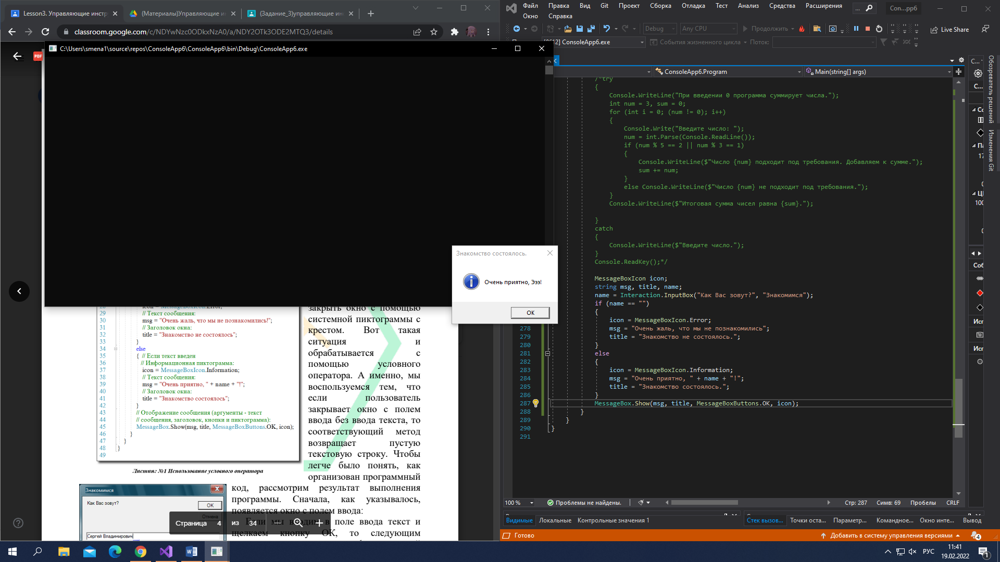 Lesson3. Управляющие инстр
(Материалы)Управляющие и
(Задание_3)управляющие ин
classroom.google.com/c/NDYwNzc0ODkxNzA0/a/NDY2OTk3ODE2MTQ3/details
PDF
C:\Users\smena1\source\repos\ConsoleApp6\ConsoleApp6\bin\Debug\ConsoleApp6.exe
Знакомство состоялось.
Очень приятно, Эээ!
OK
28 icon = MessageBoxIcon.Error;
29 // Текст сообщения:
30 msg = "Очень жаль, что мы не познакомились!";
31 // Заголовок окна:
32 title = "Знакомство не состоялось";
33 }
34 else
35 { // Если текст введен
36 // Информационная пиктограмма:
37 icon = MessageBoxIcon.Information;
38 // Текст сообщения:
39 msg = "Очень приятно, " + name + "!";
40 // Заголовок окна:
41 title = "Знакомство состоялось";
42 }
43 // Отображение сообщения (аргументы - текст
44 // сообщения, заголовок, кнопки и пиктограмма):
45 MessageBox.Show(msg, title, MessageBoxButtons.OK, icon);
46 }
47 }
48 }
49
Листинг №1 Использование условного оператора
закрыть окно с помощью
системной пиктограммы с
крестом. Вот такая
ситуация и
обрабатывается с
помощью условного
оператора. А именно, мы
воспользуемся тем, что
если пользователь
закрывает окно с полем
ввода без ввода текста, то
соответствующий метод
возвращает пустую
текстовую строку. Чтобы
легче было понять, как
организован программный
код, рассмотрим результат выполнения
программы. Сначала, как указывалось,
появляется окно с полем ввода:
Если мы вводим в поле ввода текст и
щелкаем кнопку ОК, то следующим
Знакомимся
Как Вас зовут?
OK
Отмена
Сергей Владимирович
Страница 4 из 34
Файл Правка Вид Git Проект Сборка Отладка Тест Анализ Средства Расширения
Окно Справка
... Con...pp6
Debug Any CPU Продолжить Live Share
ConsoleApp6.exe События жизненного цикла Поток:
ConsoleApp6.Program Main(string[] args)
/*try
{
Console.WriteLine("При введении 0 программа суммирует числа.");
int num = 3, sum = 0;
for (int i = 0; (num != 0); i++)
{
Console.Write("Введите число: ");
num = int.Parse(Console.ReadLine());
if (num % 5 == 2 || num % 3 == 1)
{
Console.WriteLine($"Число {num} подходит под требования. Добавляем к сумме.");
sum += num;
}
else Console.WriteLine($"Число {num} не подходит под требования.");
}
Console.WriteLine($"Итоговая сумма чисел равна {sum}.");
}
catch
{
Console.WriteLine($"Введите число.");
}
Console.ReadKey();*/
MessageBoxIcon icon;
string msg, title, name;
name = Interaction.InputBox("Как Вас зовут?", "Знакомимся");
if (name == "")
{
icon = MessageBoxIcon.Error;
278 msg = "Очень жаль, что мы не познакомились";
279 title = "Знакомство не состоялось.";
280 }
281 else
282 {
283 icon = MessageBoxIcon.Information;
284 msg = "Очень приятно, " + name + "!";
285 title = "Знакомство состоялось.";
286 }
287 MessageBox.Show(msg, title, MessageBoxButtons.OK, icon);
288 }
289 }
290 }
291
100 % Проблемы не найдены. Стр: 287 Симв: 69 Пробелы CRLF
Видимые Локальные Контрольные значения 1
Стек вызов... Точки оста... Параметр... Командное... Окно инте... Вывод
Готово
Добавить в систему управления версиями 4
Обозреватель решений
Изменения Git
С...
С...
Со
Па
17
ЦП
100
Соб
Исп
Исп
РУС
11:41
19.02.2022
1